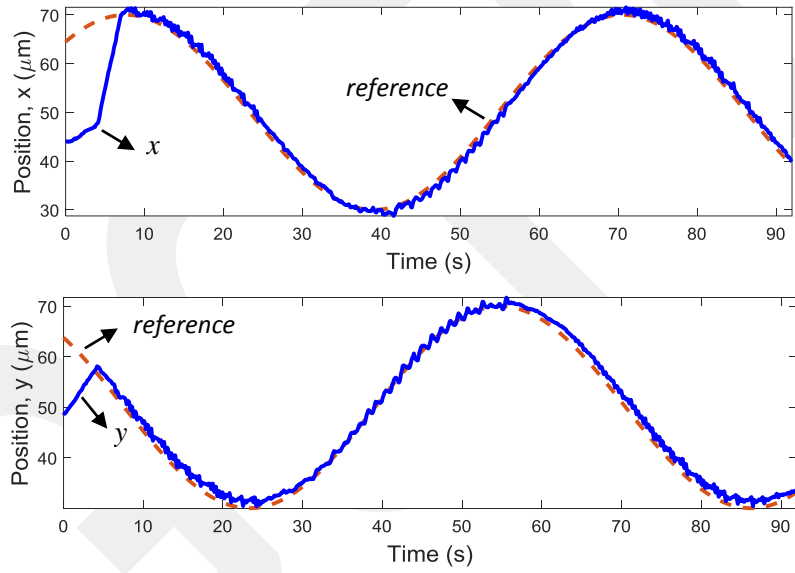 70
60
50
40
30
Position, x (μm)
reference
x
0 10 20 30 40 50 60 70 80 90
Time (s)
70
60
50
40
Position, y (μm)
reference
y
0 10 20 30 40 50 60 70 80 90
Time (s)